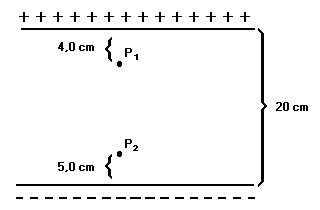 + + + + + + + + + + + + +
4,0 cm
P1
20 cm
P2
5,0 cm